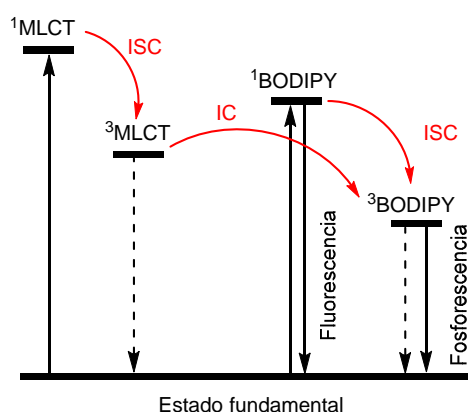 ¹MLCT
ISC
¹BODIPY
³MLCT
IC
ISC
³BODIPY
Fluorescencia
Fosforescencia
Estado fundamental